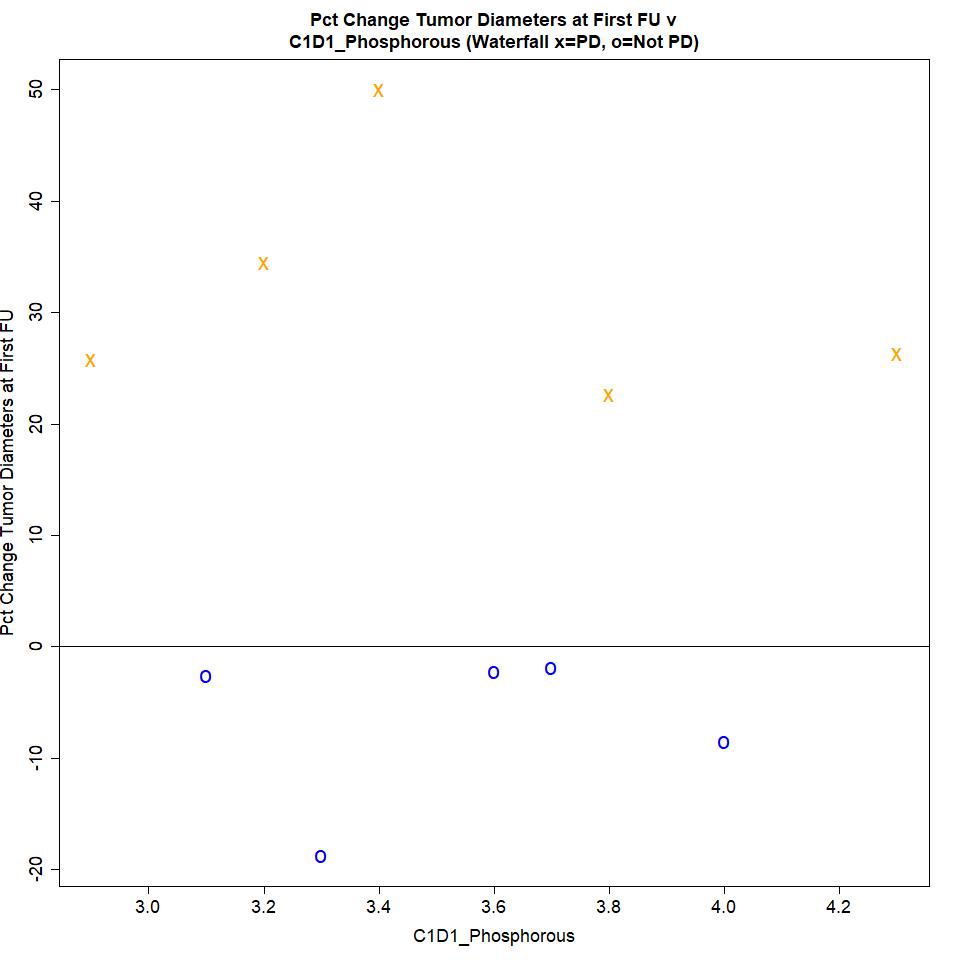 Pct Change Tumor Diameters at First FU v
C1D1_Phosphorous (Waterfall x=PD, o=Not PD)
Pct Change Tumor Diameters at First FU
50
40
30
20
10
0
-10
-20
X
X
X
X
X
O
O
O
O
O
3.0
3.2
3.4
3.6
3.8
4.0
4.2
C1D1_Phosphorous